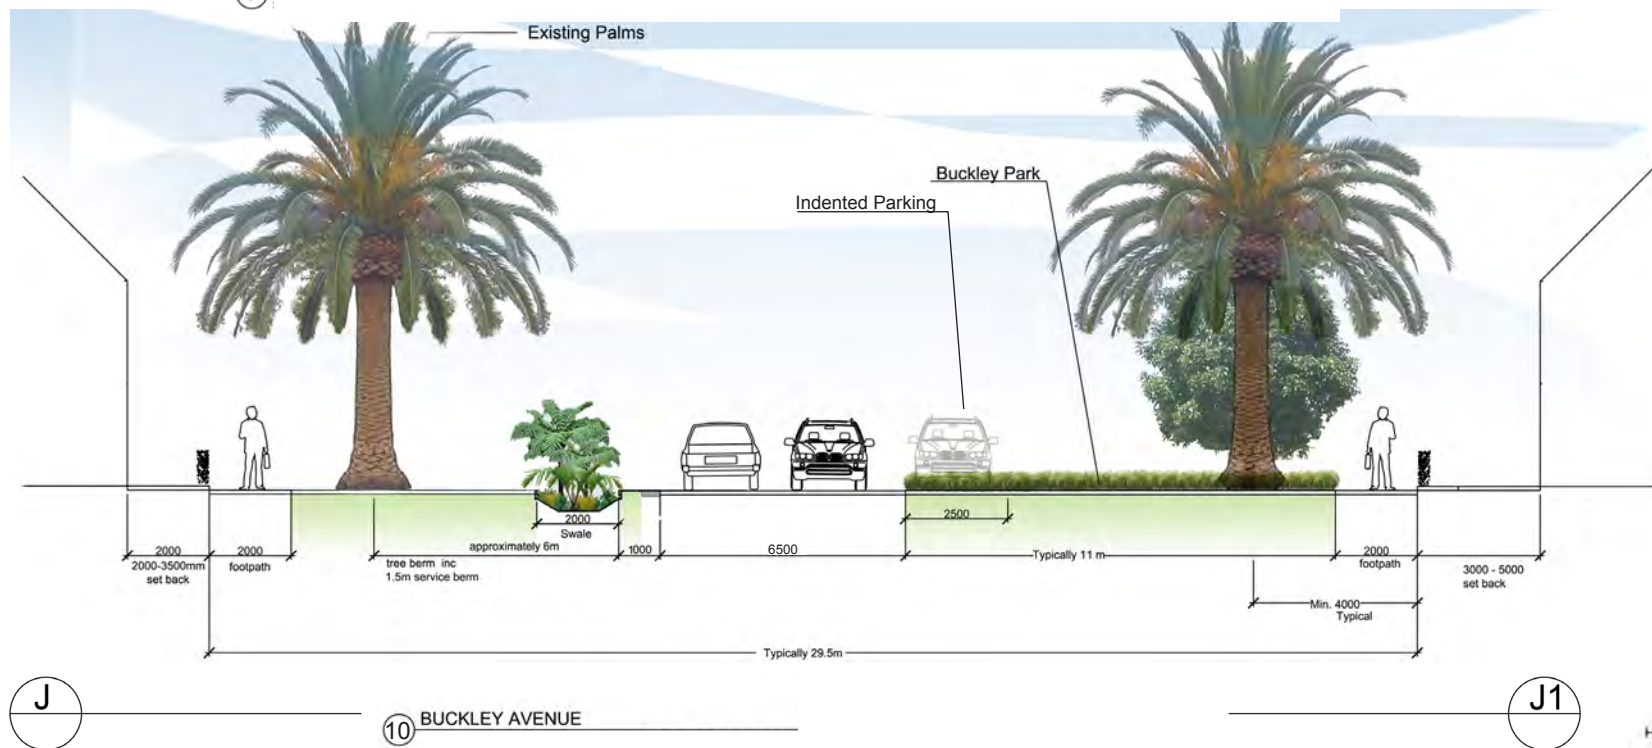 Existing Palms
Buckley Park
Indented Parking
2000
Swale
2500
2000
2000-3500mm
set back
2000
footpath
approximately 6m
tree berm inc
1.5m service berm
1000
6500
Typically 11 m
2000
footpath
3000 - 5000
set back
Min. 4000
Typical
Typically 29.5m
J
10 BUCKLEY AVENUE
J1